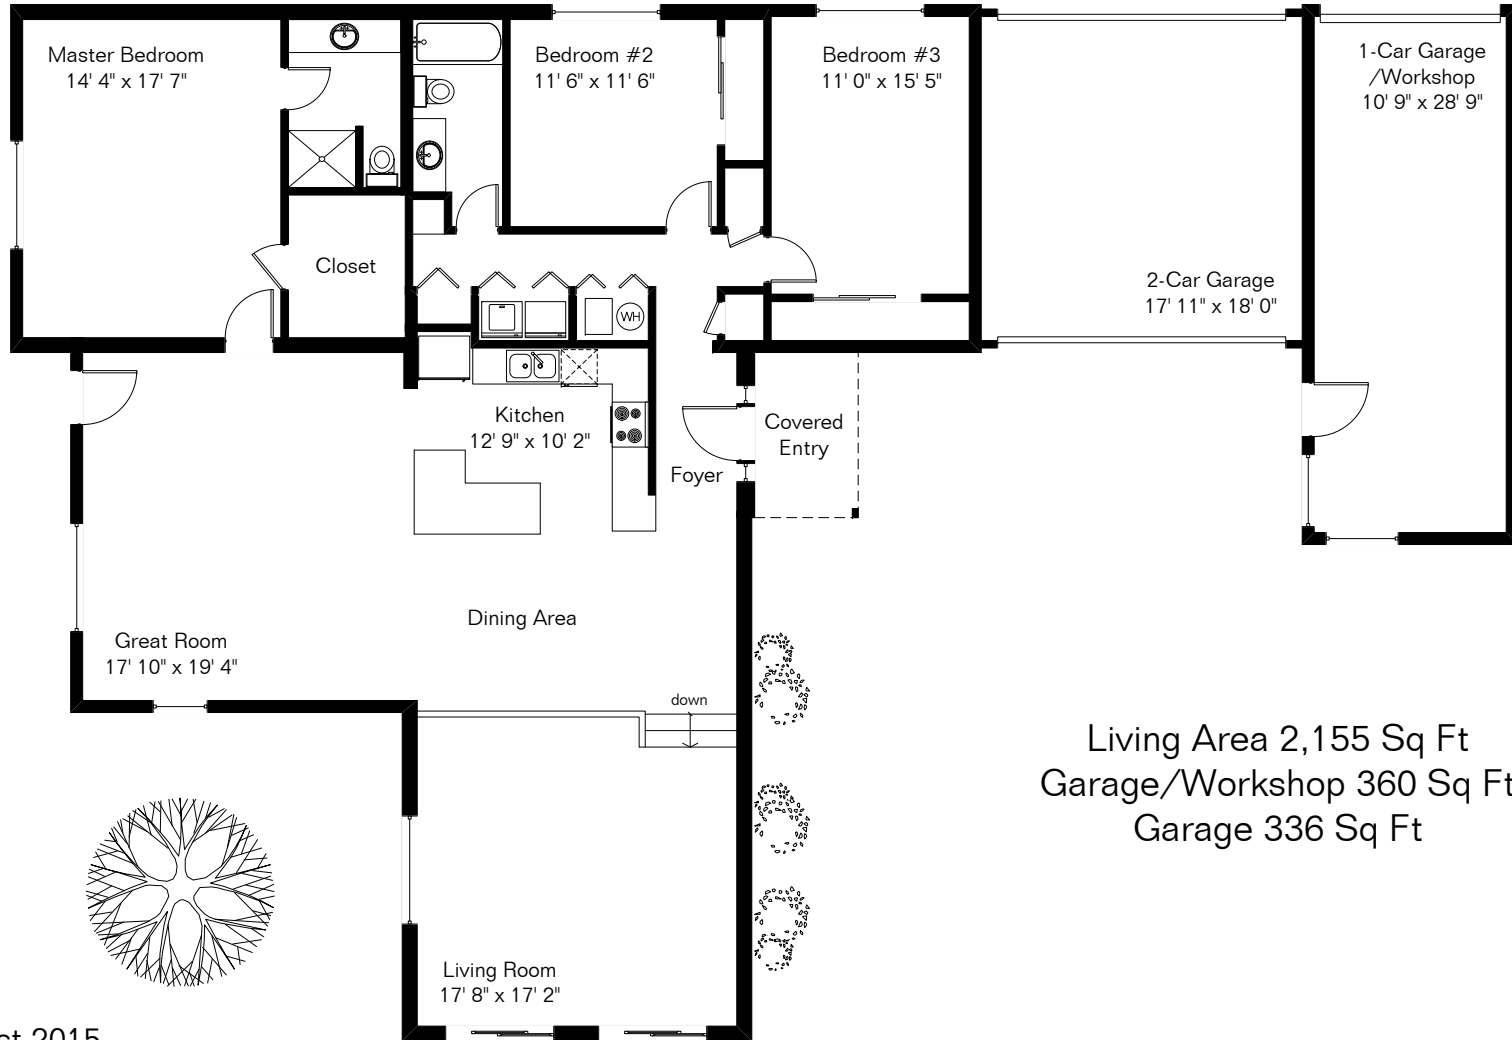 Master Bedroom
14' 4" x 17' 7"
Bedroom #2
11' 6" x 11' 6"
Bedroom #3
11' 0" x 15' 5"
1-Car Garage
/Workshop
10' 9" x 28' 9"
Closet
2-Car Garage
17' 11" x 18' 0"
WH
Kitchen
12' 9" x 10' 2"
Covered
Entry
Foyer
Dining Area
Great Room
17' 10" x 19' 4"
down
Living Area 2,155 Sq Ft
Garage/Workshop 360 Sq Ft
Garage 336 Sq Ft
Living Room
17' 8" x 17' 2"
2015